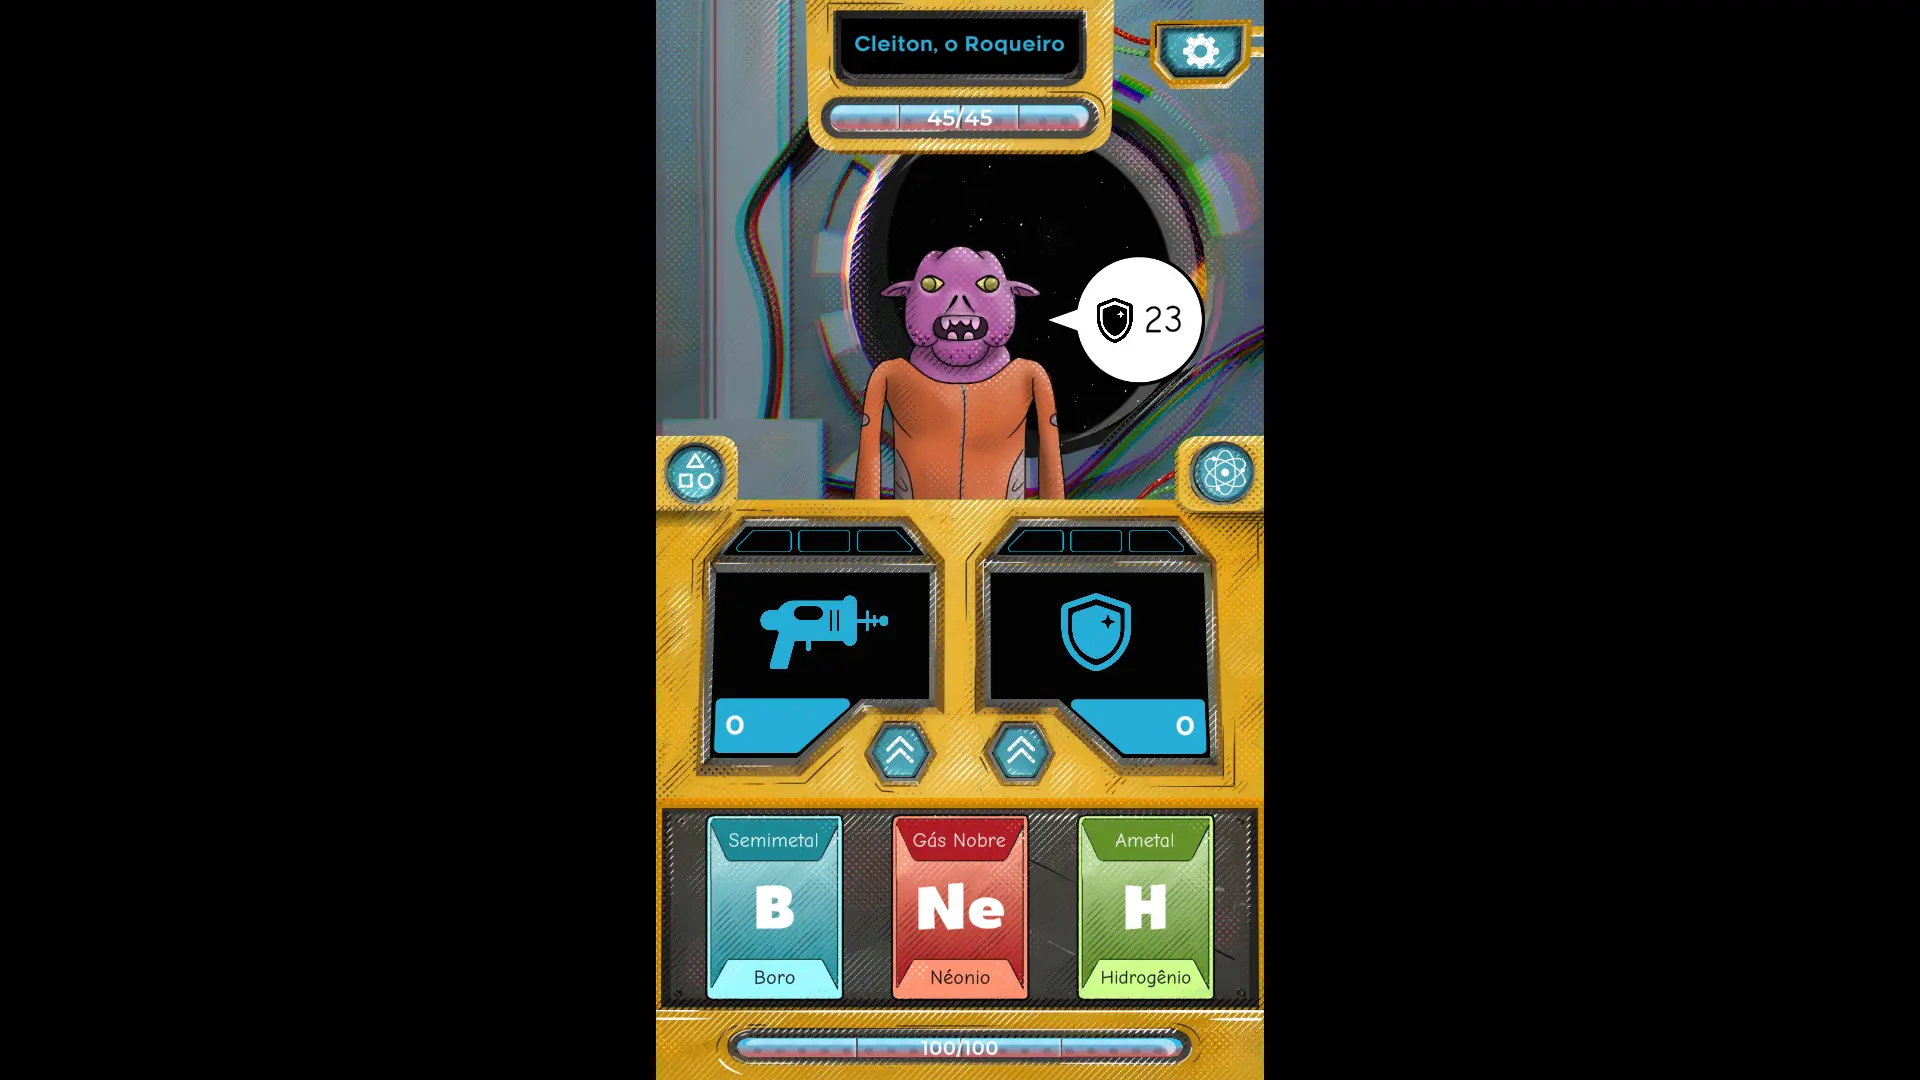 Cleiton, o Roqueiro
45/45
23
0
0
Semimetal
B
Boro
Gás Nobre
Ne
Néonio
Ametal
H
Hidrogênio
100/100